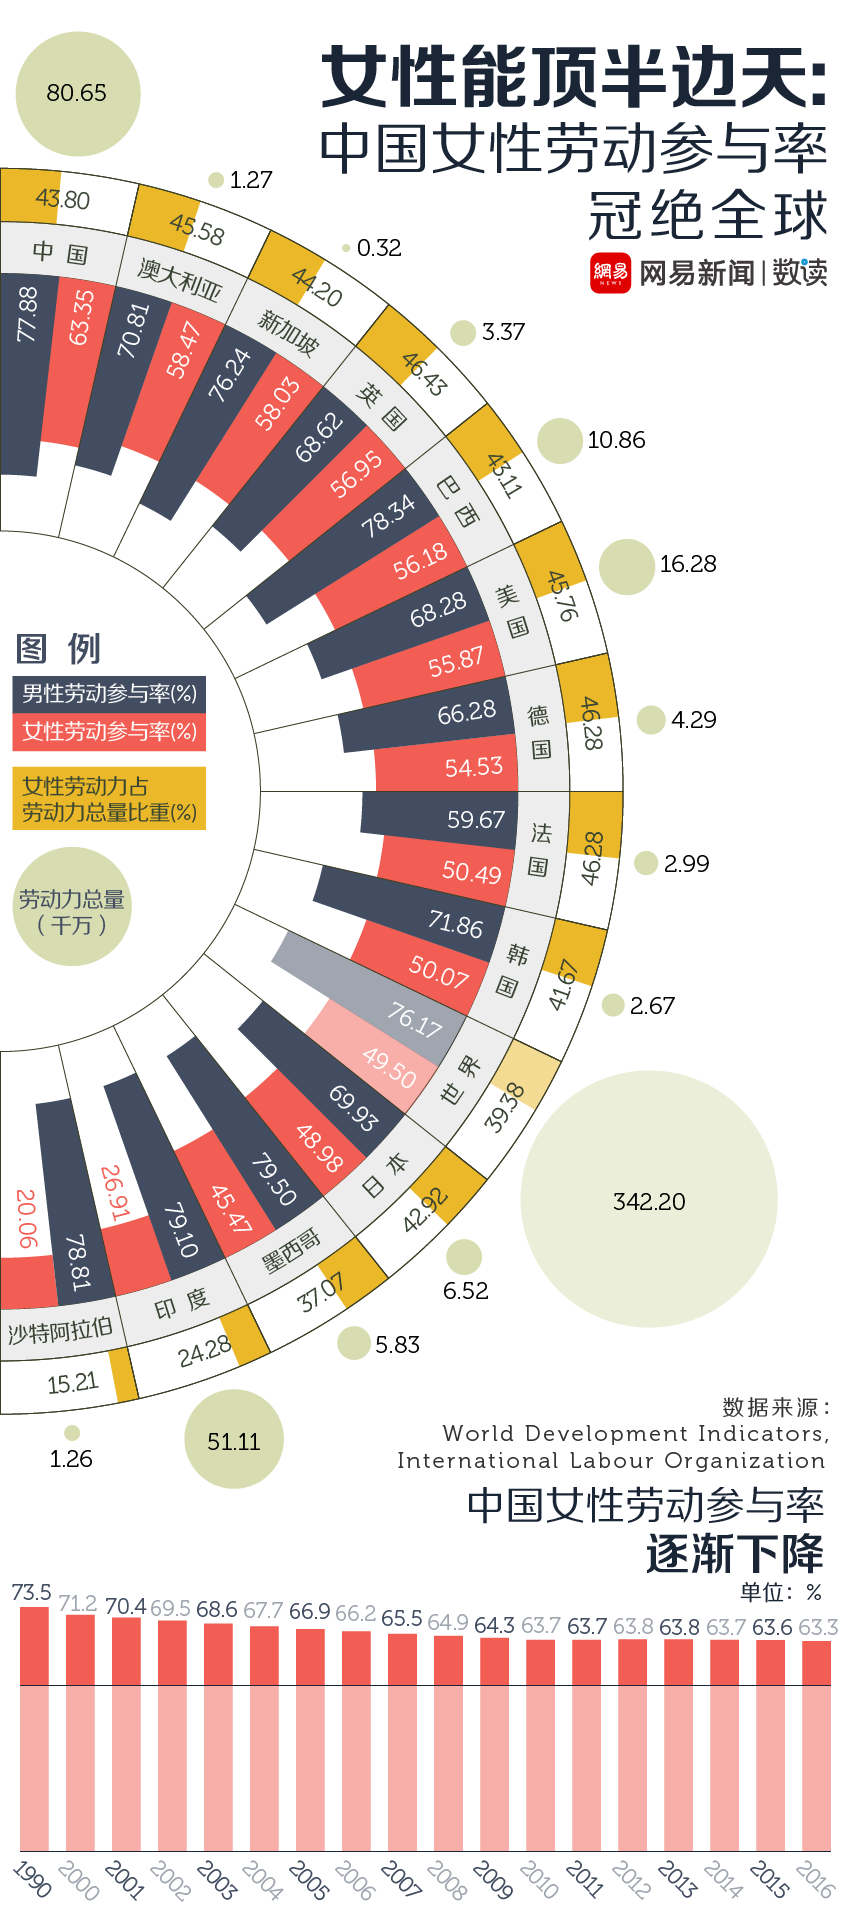 女性能顶半边天:
中国女性劳动参与率
冠绝全球
網易
NEWS
网易新闻|数读
80.65
43.80
中国
77.88
63.35
1.27
45.58
澳大利亚
70.81
58.47
0.32
44.20
新加坡
76.24
58.03
3.37
46.43
英国
68.62
56.95
10.86
43.11
巴西
78.34
56.18
16.28
45.76
美国
68.28
55.87
4.29
46.28
德国
66.28
54.53
2.99
46.28
法国
59.67
50.49
2.67
41.67
韩国
71.86
50.07
342.20
39.38
世界
76.17
49.50
6.52
42.92
日本
69.93
48.98
5.83
37.07
墨西哥
79.50
45.47
51.11
24.28
印度
79.10
26.91
1.26
15.21
沙特阿拉伯
78.81
20.06
图例
男性劳动参与率(%)
女性劳动参与率(%)
女性劳动力占
劳动力总量比重(%)
劳动力总量
（千万）
数据来源:
World Development Indicators,
International Labour Organization
中国女性劳动参与率
逐渐下降
单位：%
73.5 71.2 70.4 69.5 68.6 67.7 66.9 66.2 65.5 64.9 64.3 63.7 63.7 63.8 63.8 63.7 63.6 63.3
1990 2000 2001 2002 2003 2004 2005 2006 2007 2008 2009 2010 2011 2012 2013 2014 2015 2016